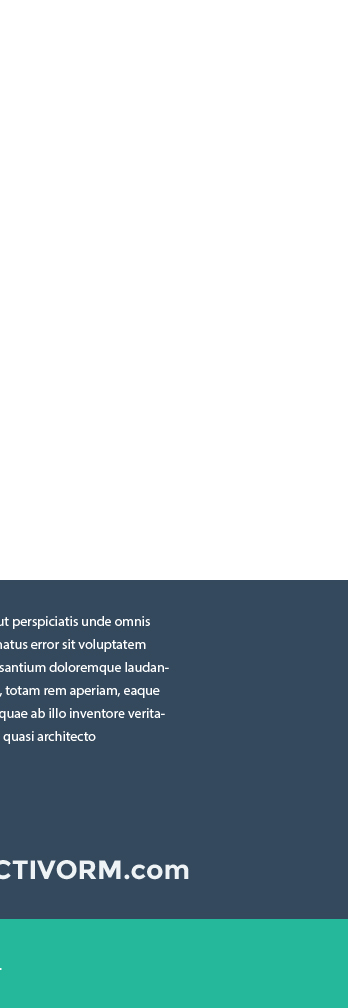 ut perspiciatis unde omnis
natus error sit voluptatem
santium doloremque laudan-
, totam rem aperiam, eaque
quae ab illo inventore verita-
quasi architecto
CTIVORM.com
.